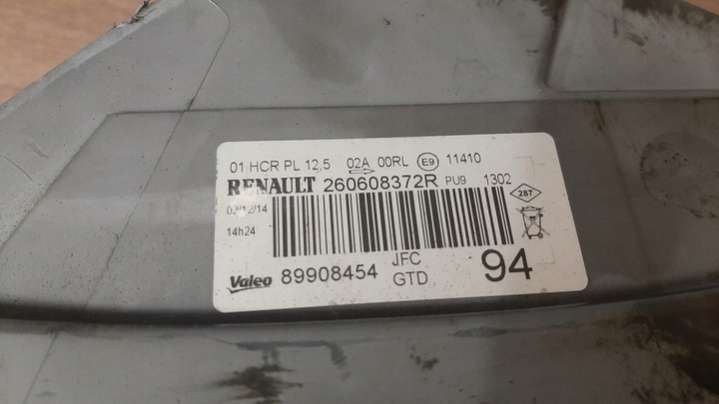 01 HCR PL 12,5 02A 00RL E9 11410
RENAULT 260608372R PU9 1302
287
14h24
Valeo 89908454 JFC GTD 94